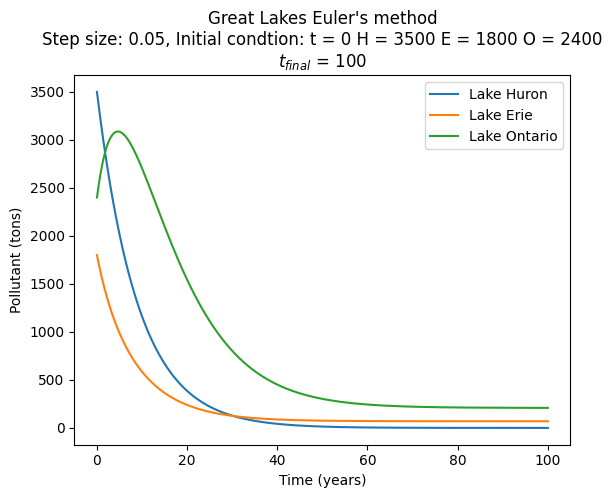 Great Lakes Euler's method
Step size: 0.05, Initial condtion: t = 0 H = 3500 E = 1800 O = 2400
t_final = 100
Lake Huron
Lake Erie
Lake Ontario
Pollutant (tons)
3500
3000
2500
2000
1500
1000
500
0
0 20 40 60 80 100
Time (years)